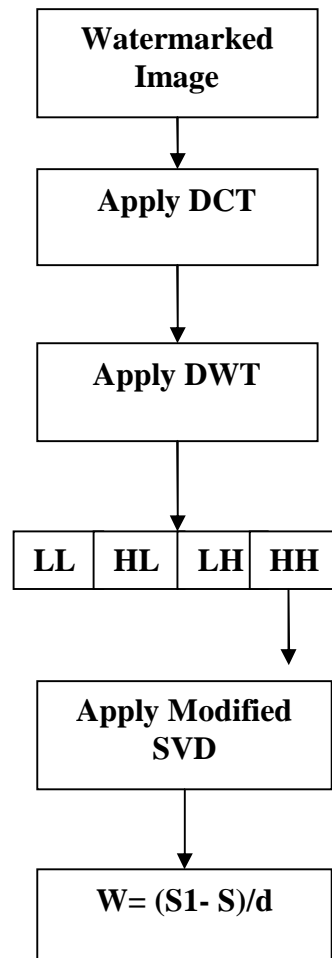 Watermarked
Image
Apply DCT
Apply DWT
LL HL LH HH
Apply Modified
SVD
W= (S1- S)/d